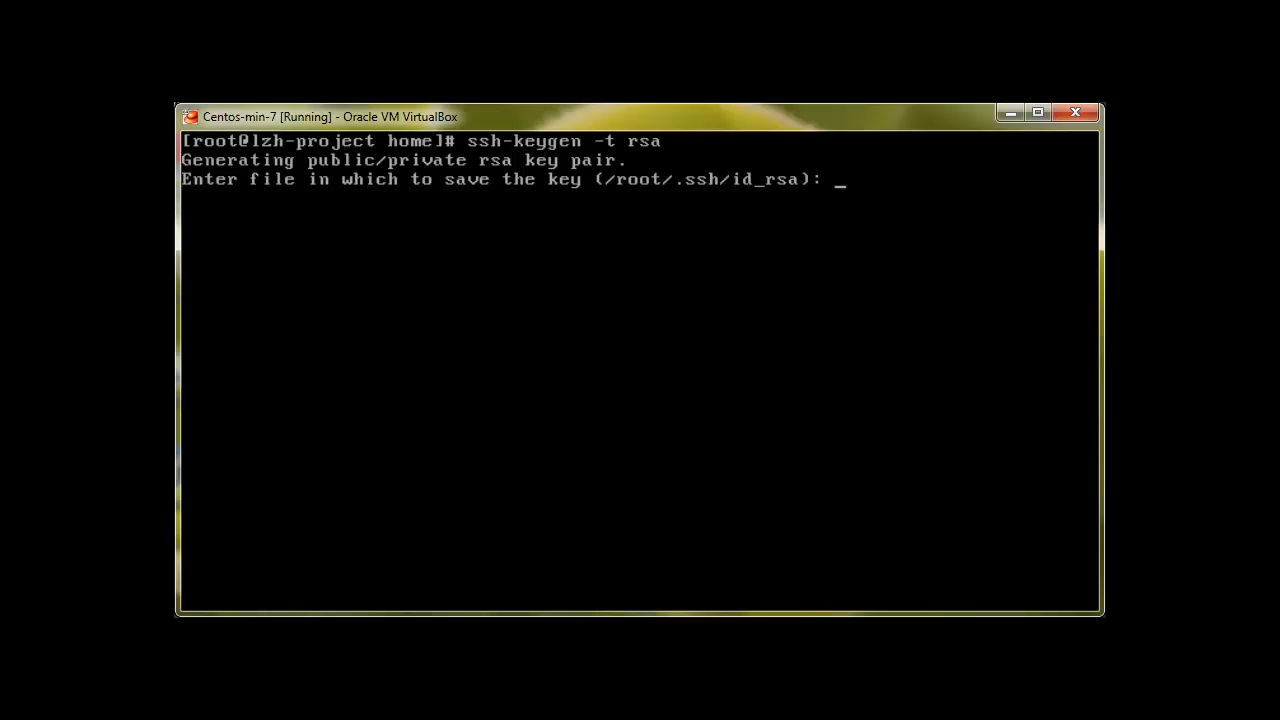 Centos-min-7 [Running] - Oracle VM VirtualBox
[root@lzh-project home]# ssh-keygen -t rsa
Generating public/private rsa key pair.
Enter file in which to save the key (/root/.ssh/id_rsa): _